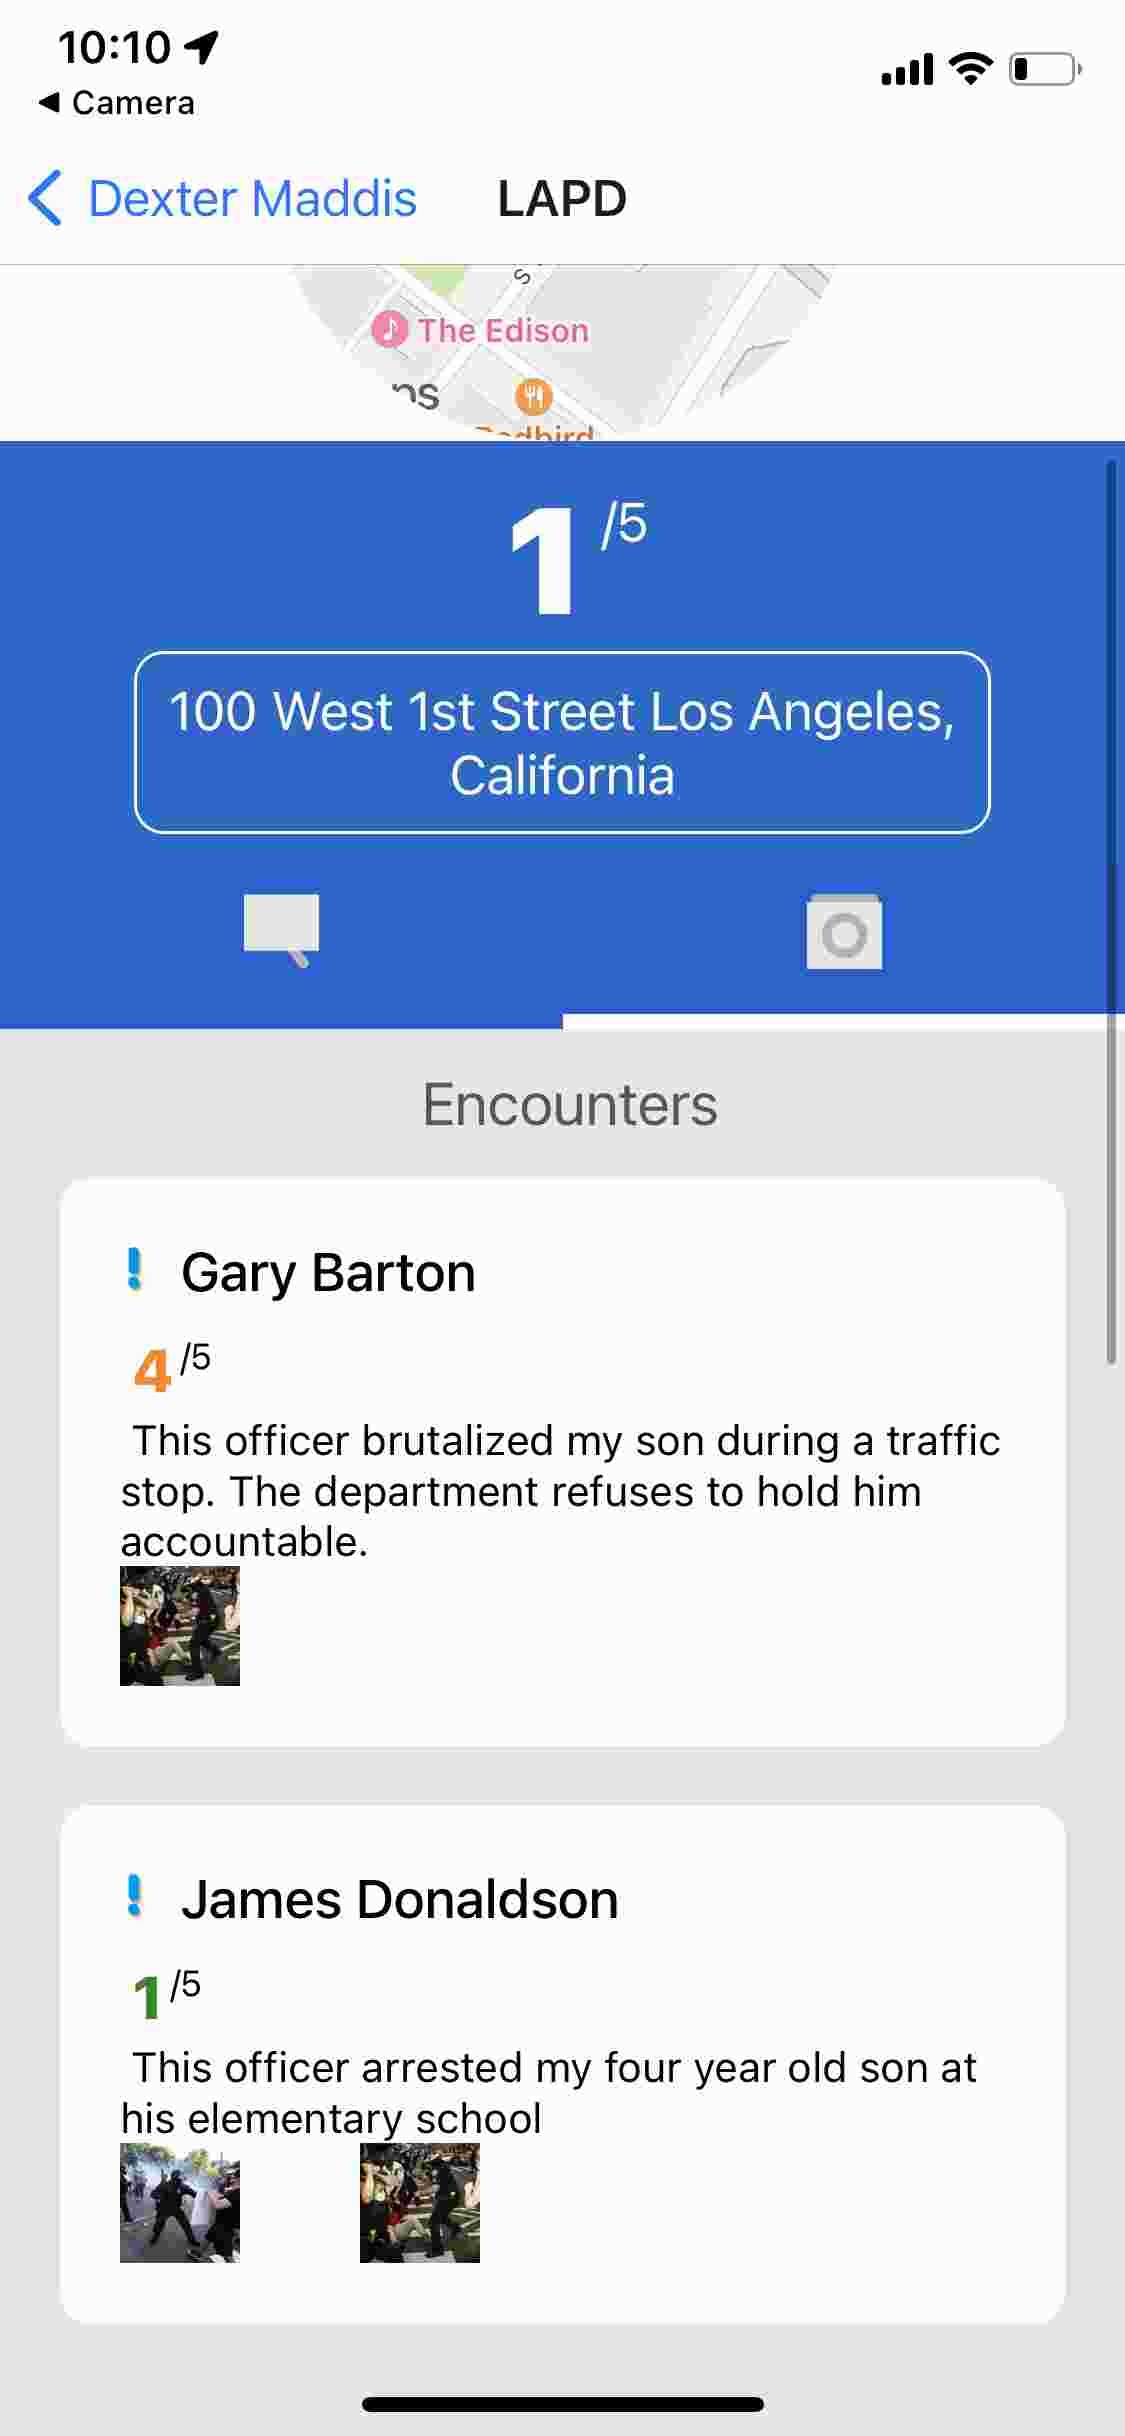 10:10
Camera
Dexter Maddis LAPD
s
The Edison
ns
Redbird
1 /5
100 West 1st Street Los Angeles,
California
Encounters
! Gary Barton
4 /5
This officer brutalized my son during a traffic
stop. The department refuses to hold him
accountable.
! James Donaldson
1 /5
This officer arrested my four year old son at
his elementary school